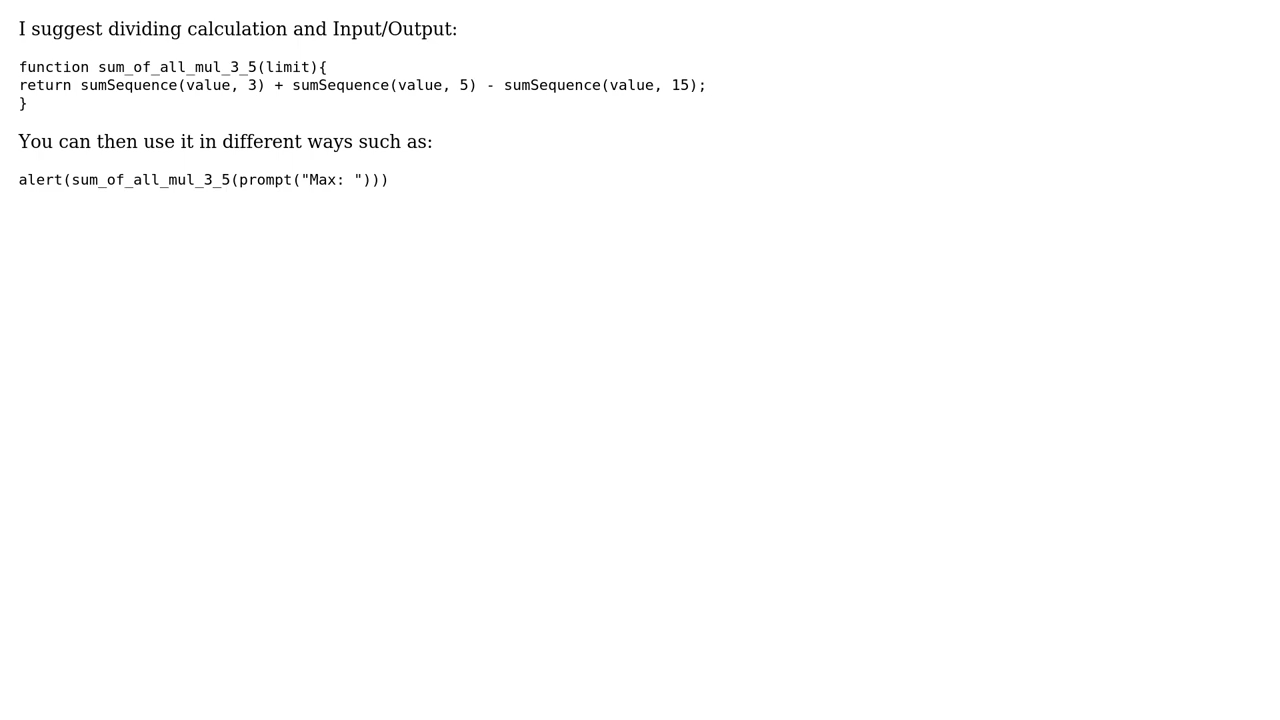 I suggest dividing calculation and Input/Output:
function sum_of_all_mul_3_5(limit){
return sumSequence(value, 3) + sumSequence(value, 5) - sumSequence(value, 15);
}
You can then use it in different ways such as:
alert(sum_of_all_mul_3_5(prompt("Max: ")))